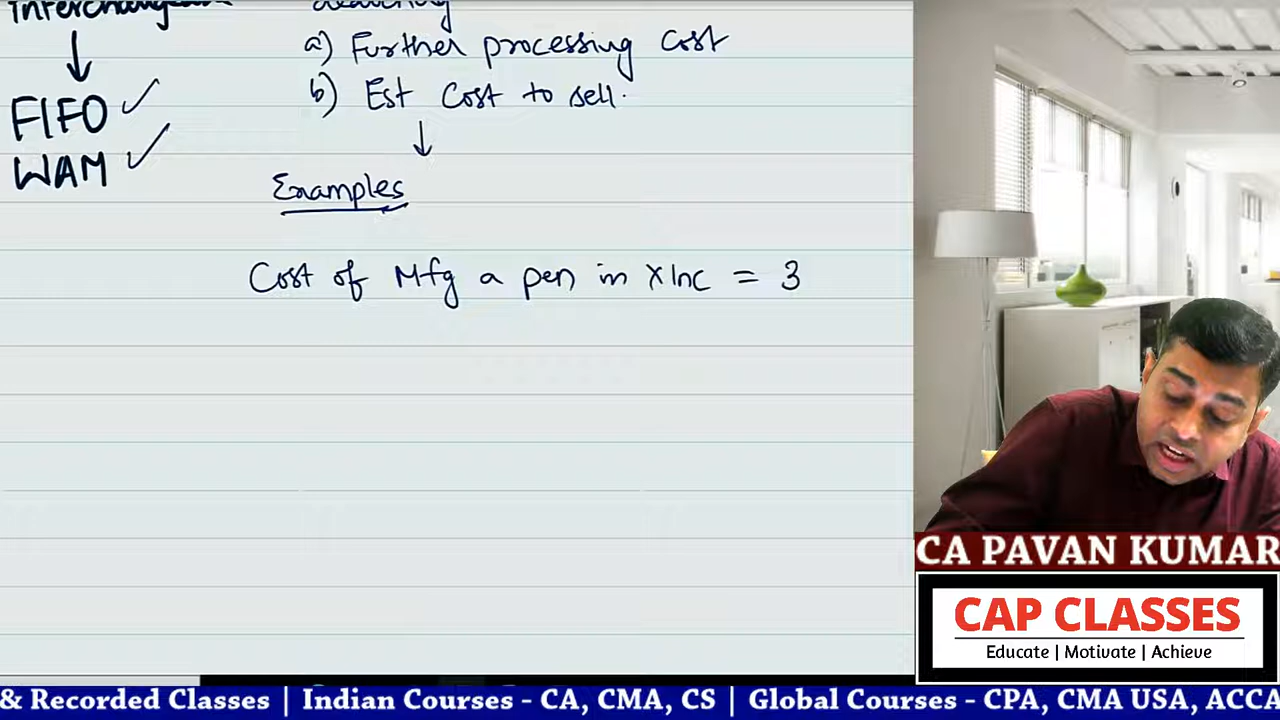 a) Further processing cost
b) Est Cost to sell.
FIFO
WAM
Examples
Cost of Mfg a pen in X Inc = 3
CA PAVAN KUMAR
CAP CLASSES
Educate | Motivate | Achieve
& Recorded Classes | Indian Courses - CA, CMA, CS | Global Courses - CPA, CMA USA, ACCA